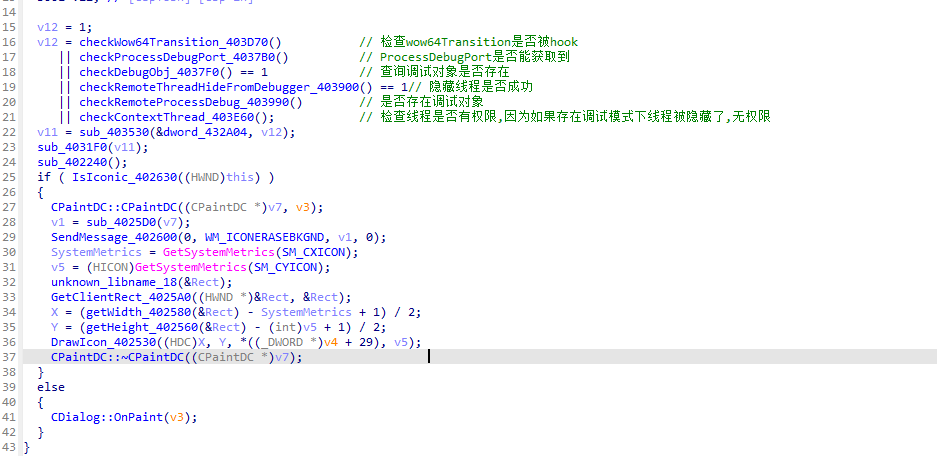 14
15 v12 = 1;
16 v12 = checkWow64Transition_403D70() // 检查wow64Transition是否被hook
17 || checkProcessDebugPort_4037B0() // ProcessDebugPort是否能获取到
18 || checkDebugObj_4037F0() == 1 // 查询调试对象是否存在
19 || checkRemoteThreadHideFromDebugger_403900() == 1// 隐藏线程是否成功
20 || checkRemoteProcessDebug_403990() // 是否存在调试对象
21 || checkContextThread_403E60(); // 检查线程是否有权限,因为如果存在调试模式下线程被隐藏了,无权限
22 v11 = sub_403530(&dword_432A04, v12);
23 sub_4031F0(v11);
24 sub_402240();
25 if ( IsIconic_402630((HWND)this) )
26 {
27 CPaintDC::CPaintDC((CPaintDC *)v7, v3);
28 v1 = sub_4025D0(v7);
29 SendMessage_402600(0, WM_ICONERASEBKGND, v1, 0);
30 SystemMetrics = GetSystemMetrics(SM_CXICON);
31 v5 = (HICON)GetSystemMetrics(SM_CYICON);
32 unknown_libname_18(&Rect);
33 GetClientRect_4025A0((HWND *)&Rect, &Rect);
34 X = (getWidth_402580(&Rect) - SystemMetrics + 1) / 2;
35 Y = (getHeight_402560(&Rect) - (int)v5 + 1) / 2;
36 DrawIcon_402530((HDC)X, Y, *((_DWORD *)v4 + 29), v5);
37 CPaintDC::~CPaintDC((CPaintDC *)v7);
38 }
39 else
40 {
41 CDialog::OnPaint(v3);
42 }
43 }